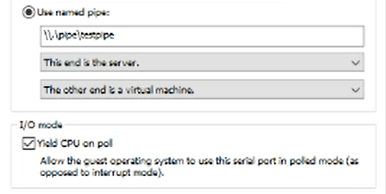 Use named pipe:
\\.\pipe\testpipe
This end is the server.
The other end is a virtual machine.
I/O mode
Yield CPU on poll
Allow the guest operating system to use this serial port in polled mode (as
opposed to interrupt mode).